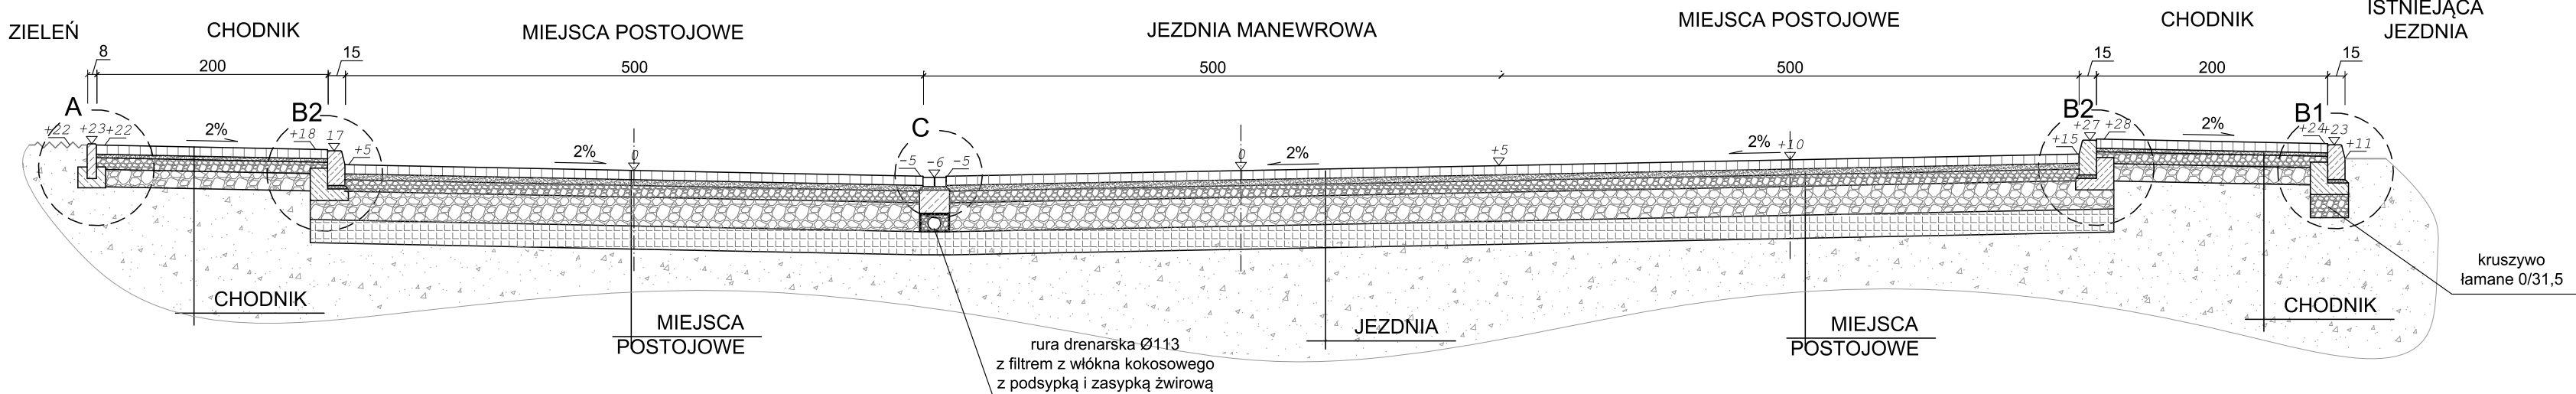 ZIELEŃ
CHODNIK
MIEJSCA POSTOJOWE
JEZDNIA MANEWROWA
MIEJSCA POSTOJOWE
CHODNIK
ISTNIEJĄCA
JEZDNIA
8
200
15
500
500
500
15
200
15
A
B2
C
B2
B1
+22
+23
+22
2%
+18
17
+5
2%
0
-5
-6
-5
0
2%
+5
2%
+10
+15
+27
+28
2%
+24
+23
+11
CHODNIK
MIEJSCA
POSTOJOWE
rura drenarska Ø113
z filtrem z włókna kokosowego
z podsypką i zasypką żwirową
JEZDNIA
MIEJSCA
POSTOJOWE
CHODNIK
kruszywo
łamane 0/31,5